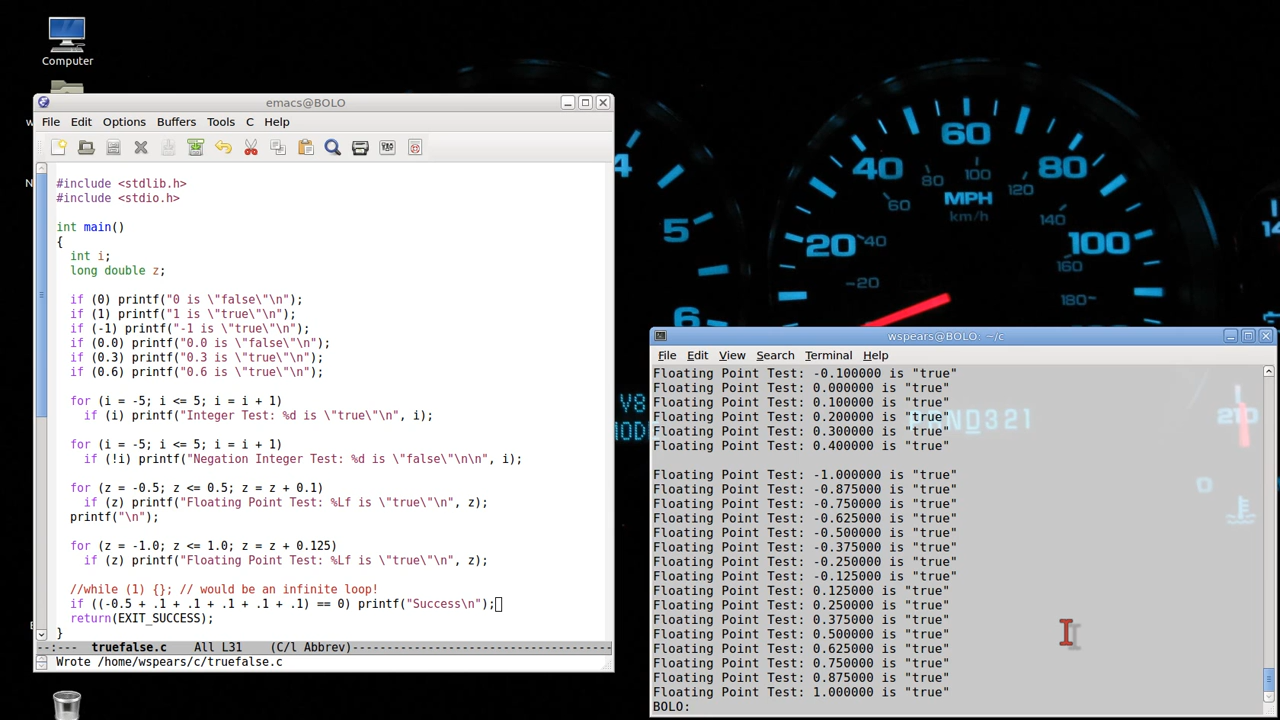 Computer
emacs@BOLO
File Edit Options Buffers Tools C Help
#include <stdlib.h>
#include <stdio.h>
int main()
{
int i;
long double z;
if (0) printf("0 is \"false\"\n");
if (1) printf("1 is \"true\"\n");
if (-1) printf("-1 is \"true\"\n");
if (0.0) printf("0.0 is \"false\"\n");
if (0.3) printf("0.3 is \"true\"\n");
if (0.6) printf("0.6 is \"true\"\n");
for (i = -5; i <= 5; i = i + 1)
if (i) printf("Integer Test: %d is \"true\"\n", i);
for (i = -5; i <= 5; i = i + 1)
if (!i) printf("Negation Integer Test: %d is \"false\"\n\n", i);
for (z = -0.5; z <= 0.5; z = z + 0.1)
if (z) printf("Floating Point Test: %Lf is \"true\"\n", z);
printf("\n");
for (z = -1.0; z <= 1.0; z = z + 0.125)
if (z) printf("Floating Point Test: %Lf is \"true\"\n", z);
//while (1) {}; // would be an infinite loop!
if ((-0.5 + .1 + .1 + .1 + .1 + .1) == 0) printf("Success\n");
return(EXIT_SUCCESS);
}
--:--- truefalse.c All L31 (C/l Abbrev)
Wrote /home/wspears/c/truefalse.c
4
5
6
20
40
60
80
100
MPH
km/h
20
40
60
80
100
120
140
160
180
V8
PRND321
210
wspears@BOLO: ~/c
File Edit View Search Terminal Help
Floating Point Test: -0.100000 is "true"
Floating Point Test: 0.000000 is "true"
Floating Point Test: 0.100000 is "true"
Floating Point Test: 0.200000 is "true"
Floating Point Test: 0.300000 is "true"
Floating Point Test: 0.400000 is "true"
Floating Point Test: -1.000000 is "true"
Floating Point Test: -0.875000 is "true"
Floating Point Test: -0.750000 is "true"
Floating Point Test: -0.625000 is "true"
Floating Point Test: -0.500000 is "true"
Floating Point Test: -0.375000 is "true"
Floating Point Test: -0.250000 is "true"
Floating Point Test: -0.125000 is "true"
Floating Point Test: 0.125000 is "true"
Floating Point Test: 0.250000 is "true"
Floating Point Test: 0.375000 is "true"
Floating Point Test: 0.500000 is "true"
Floating Point Test: 0.625000 is "true"
Floating Point Test: 0.750000 is "true"
Floating Point Test: 0.875000 is "true"
Floating Point Test: 1.000000 is "true"
BOLO: